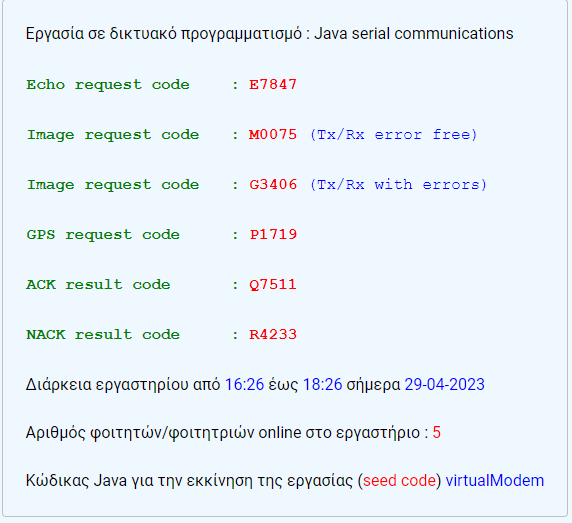 Εργασία σε δικτυακό προγραμματισμό : Java serial communications
Echo request code : E7847
Image request code : M0075 (Tx/Rx error free)
Image request code : G3406 (Tx/Rx with errors)
GPS request code : P1719
ACK result code : Q7511
NACK result code : R4233
Διάρκεια εργαστηρίου από 16:26 έως 18:26 σήμερα 29-04-2023
Αριθμός φοιτητών/φοιτητριών online στο εργαστήριο : 5
Κώδικας Java για την εκκίνηση της εργασίας (seed code) virtualModem